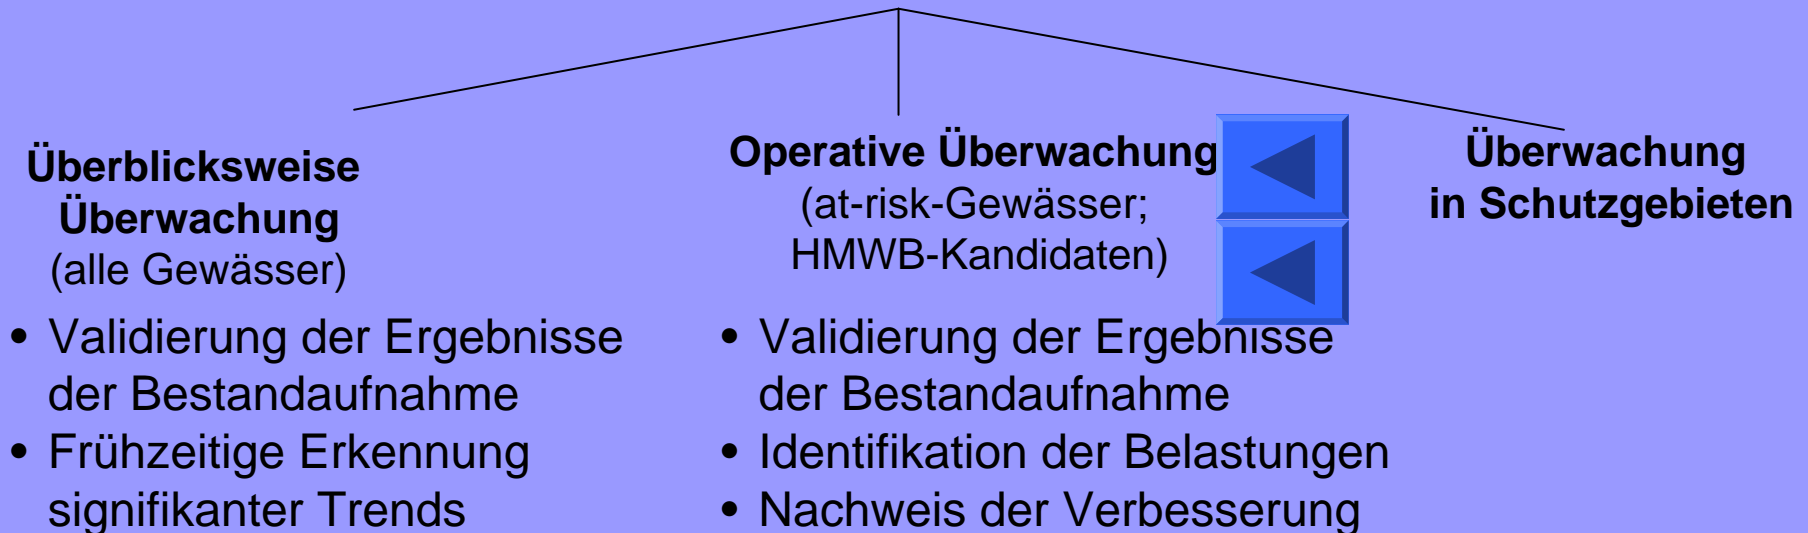 Überblicksweise
Überwachung
(alle Gewässer)
• Validierung der Ergebnisse
der Bestandaufnahme
• Frühzeitige Erkennung
signifikanter Trends
Operative Überwachung
(at-risk-Gewässer;
HMWB-Kandidaten)
• Validierung der Ergebnisse
der Bestandaufnahme
• Identifikation der Belastungen
• Nachweis der Verbesserung
Überwachung
in Schutzgebieten